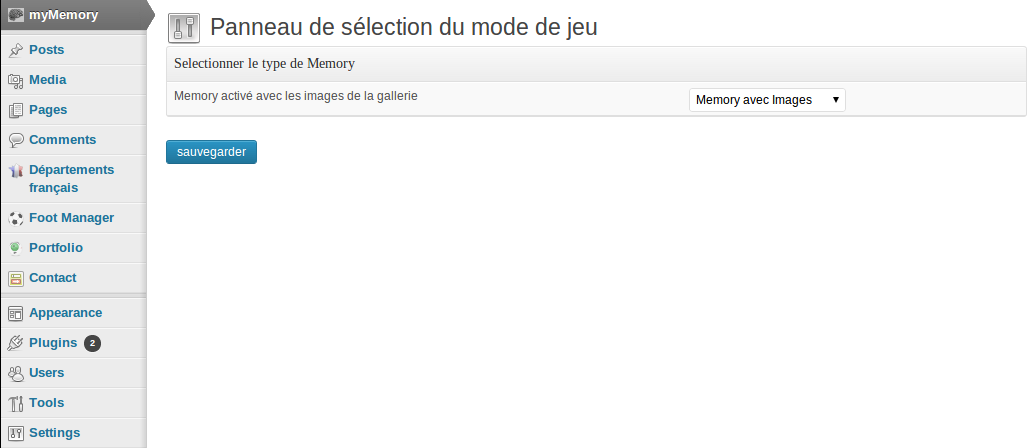 myMemory
Posts
Media
Pages
Comments
Départements
français
Foot Manager
Portfolio
Contact
Appearance
Plugins 2
Users
Tools
Settings
Panneau de sélection du mode de jeu
Selectionner le type de Memory
Memory activé avec les images de la gallerie
Memory avec Images
sauvegarder